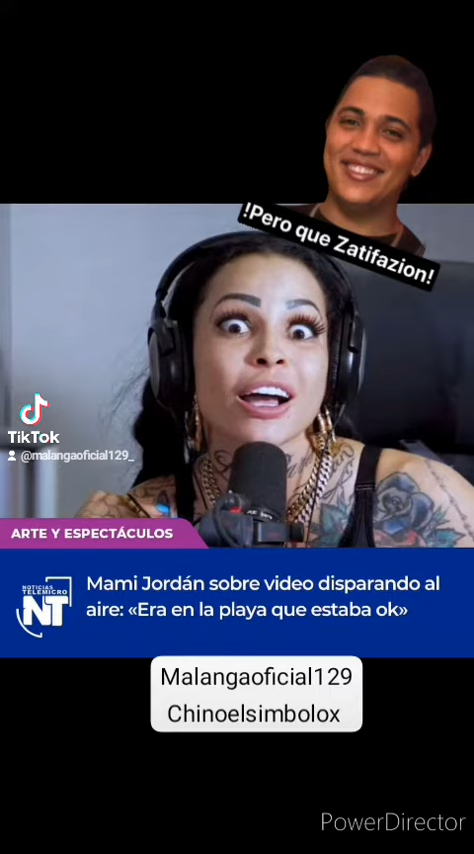 !Pero que Zatifazion!
TikTok
@malangaoficial129_
ARTE Y ESPECTÁCULOS
NOTICIAS
TELEMICRO
NT
Mami Jordán sobre video disparando al
aire: «Era en la playa que estaba ok»
Malangaoficial129
Chinoelsimbolox
PowerDirector